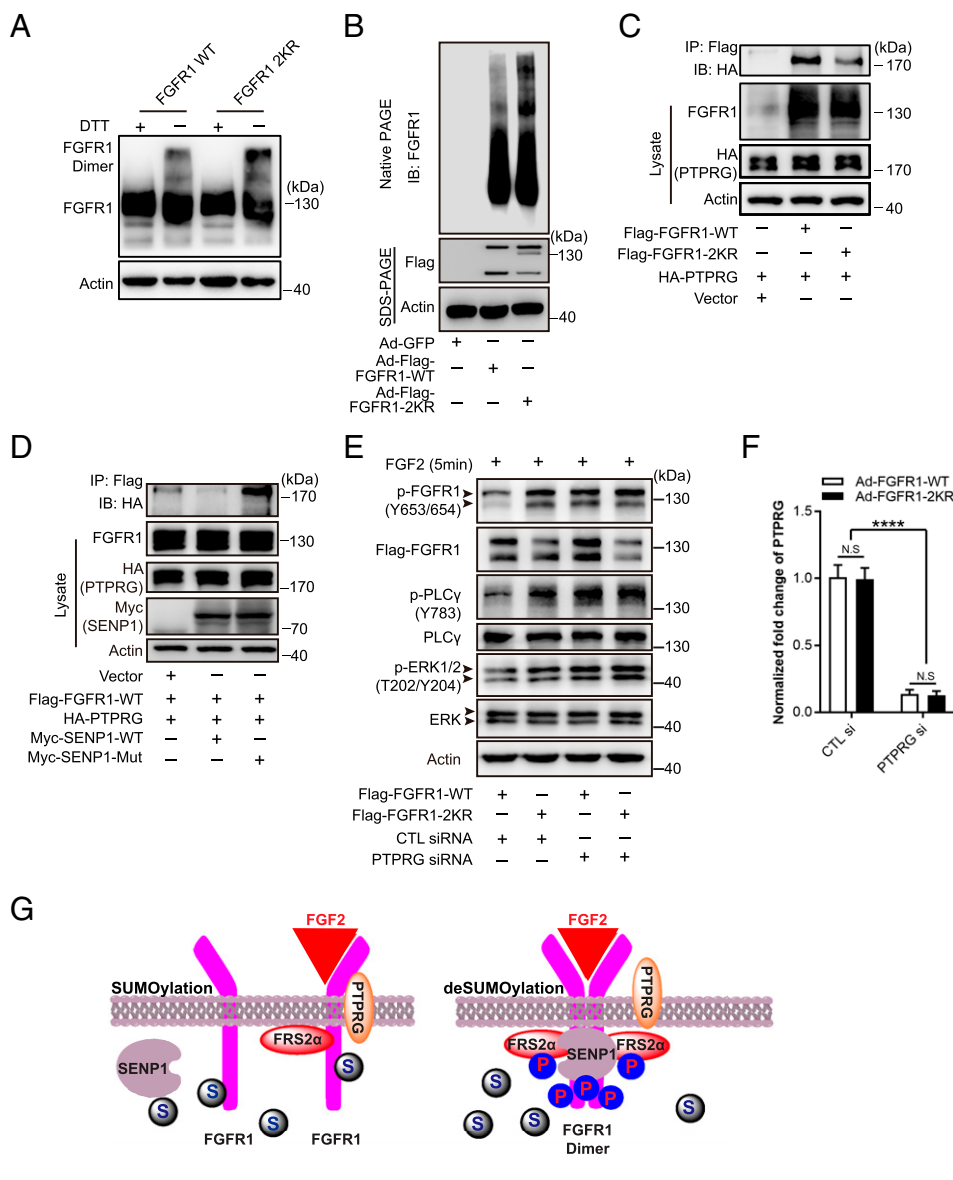 A
FGFR1 WT
FGFR1 2KR
DTT + – + –
FGFR1
Dimer
(kDa)
FGFR1
–130
Actin
–40
B
Native PAGE
IB: FGFR1
(kDa)
SDS-PAGE
Flag
–130
Actin
–40
Ad-GFP + – –
Ad-Flag-
FGFR1-WT – + –
Ad-Flag-
FGFR1-2KR – – +
C
IP: Flag
IB: HA
(kDa)
–170
Lysate
FGFR1
–130
HA
(PTPRG)
–170
Actin
–40
Flag-FGFR1-WT – + –
Flag-FGFR1-2KR – – +
HA-PTPRG + + +
Vector + – –
D
IP: Flag
IB: HA
(kDa)
–170
Lysate
FGFR1
–130
HA
(PTPRG)
–170
Myc
(SENP1)
–70
Actin
–40
Vector + – –
Flag-FGFR1-WT + + +
HA-PTPRG + + +
Myc-SENP1-WT – + –
Myc-SENP1-Mut – – +
E
FGF2 (5min) + + + +
(kDa)
p-FGFR1
(Y653/654)
–130
Flag-FGFR1
–130
p-PLCγ
(Y783)
–130
PLCγ
–130
p-ERK1/2
(T202/Y204)
–40
ERK
–40
Actin
–40
Flag-FGFR1-WT + – + –
Flag-FGFR1-2KR – + – +
CTL siRNA + + – –
PTPRG siRNA – – + +
F
Ad-FGFR1-WT
Ad-FGFR1-2KR
Normalized fold change of PTPRG
1.5
1.0
0.5
0.0
****
N.S
N.S
CTL si
PTPRG si
G
FGF2
SUMOylation
PTPRG
FRS2α
SENP1
S
S
S
S
FGFR1
FGFR1
FGF2
deSUMOylation
PTPRG
FRS2α
SENP1
FRS2α
P
P
P
P
P
S
S
S
S
FGFR1
Dimer